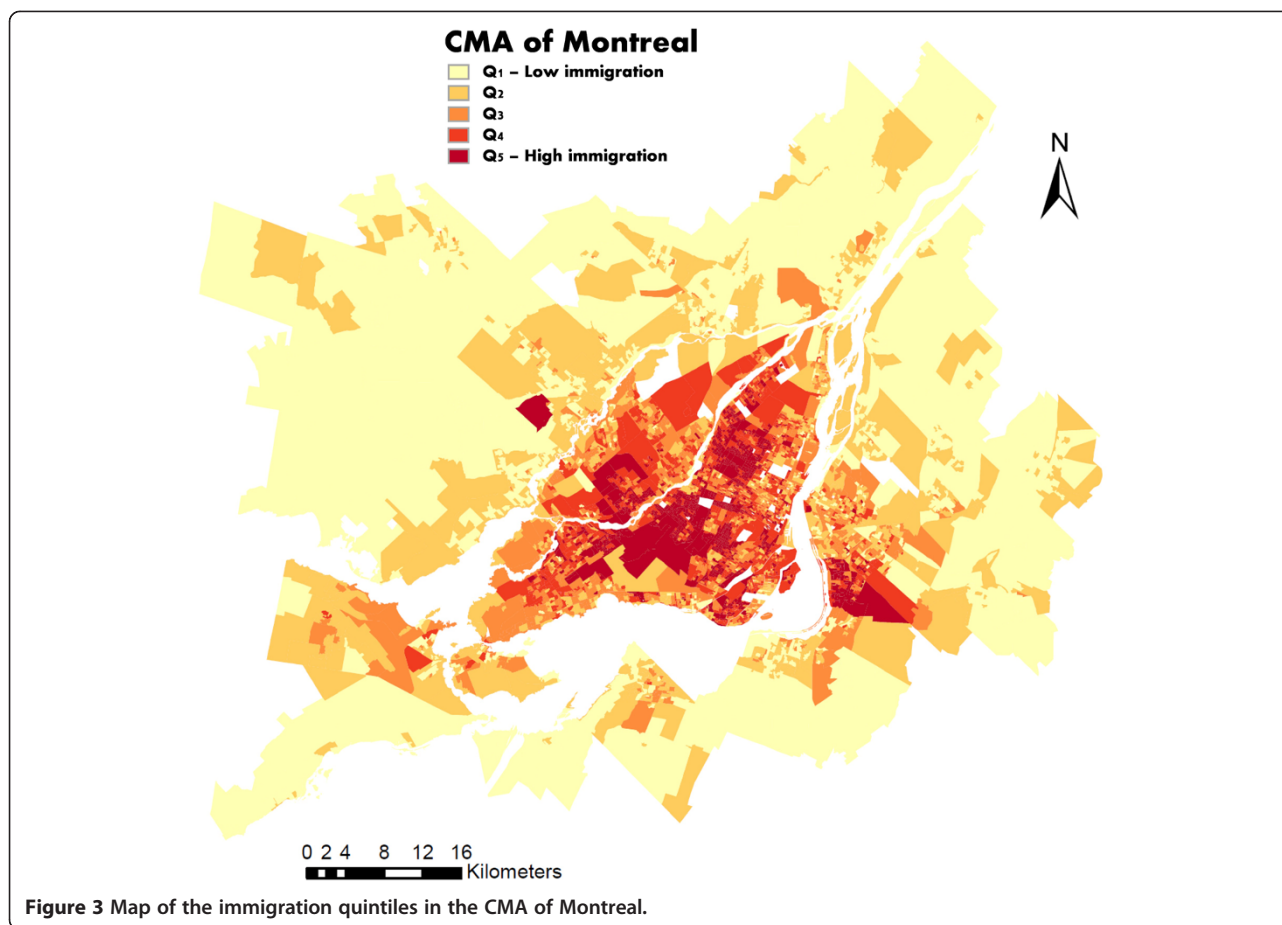 CMA of Montreal
Q1 – Low immigration
Q2
Q3
Q4
Q5 – High immigration
N
0 2 4 8 12 16
Kilometers
Figure 3 Map of the immigration quintiles in the CMA of Montreal.